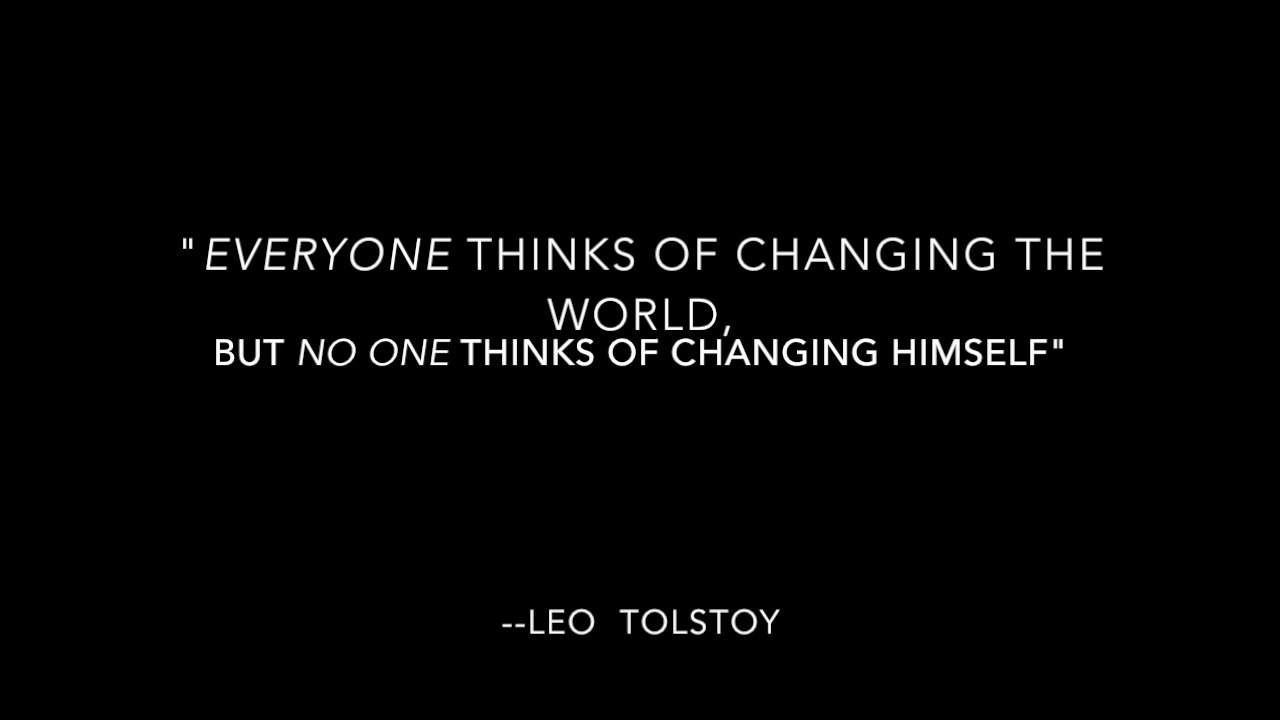 "EVERYONE THINKS OF CHANGING THE
WORLD,
BUT NO ONE THINKS OF CHANGING HIMSELF"
--LEO TOLSTOY